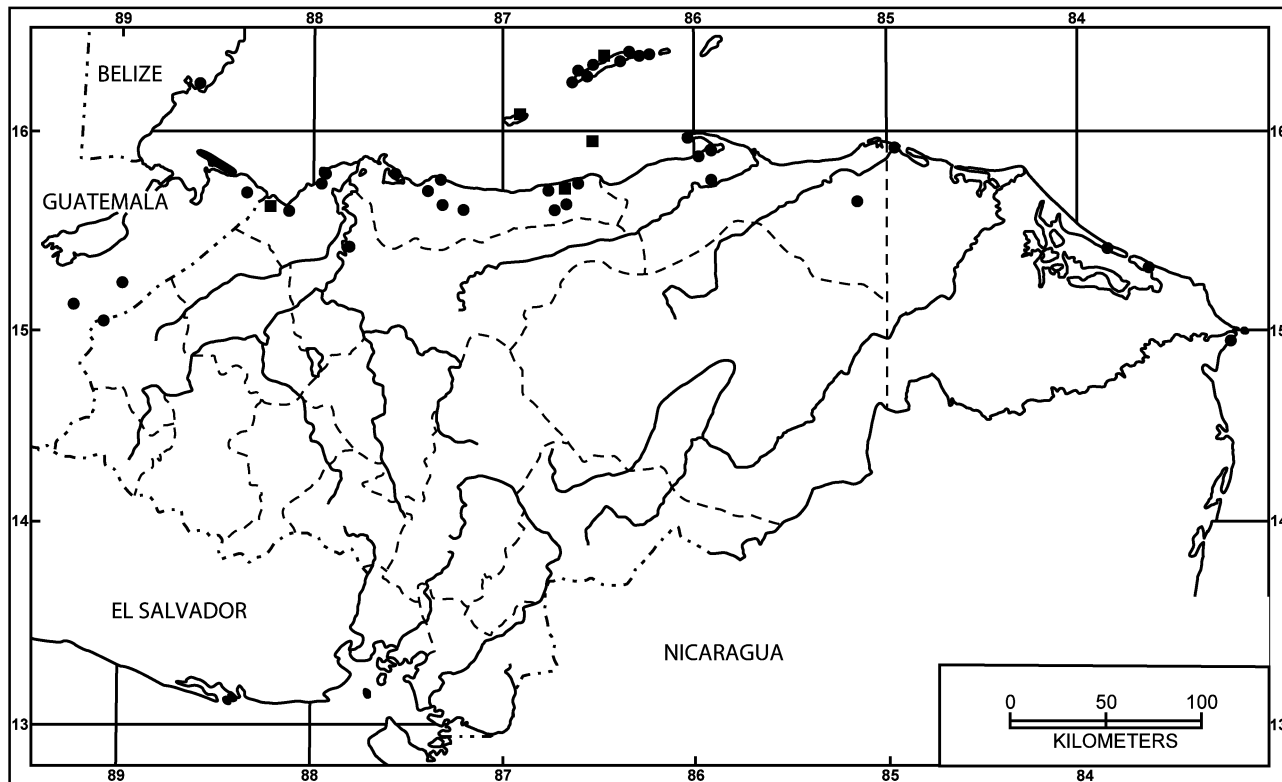 89 88 87 86 85 84
BELIZE
16 16
GUATEMALA
15 15
14 14
EL SALVADOR
NICARAGUA
0 50 100
13 13
KILOMETERS
89 88 87 86 85 84